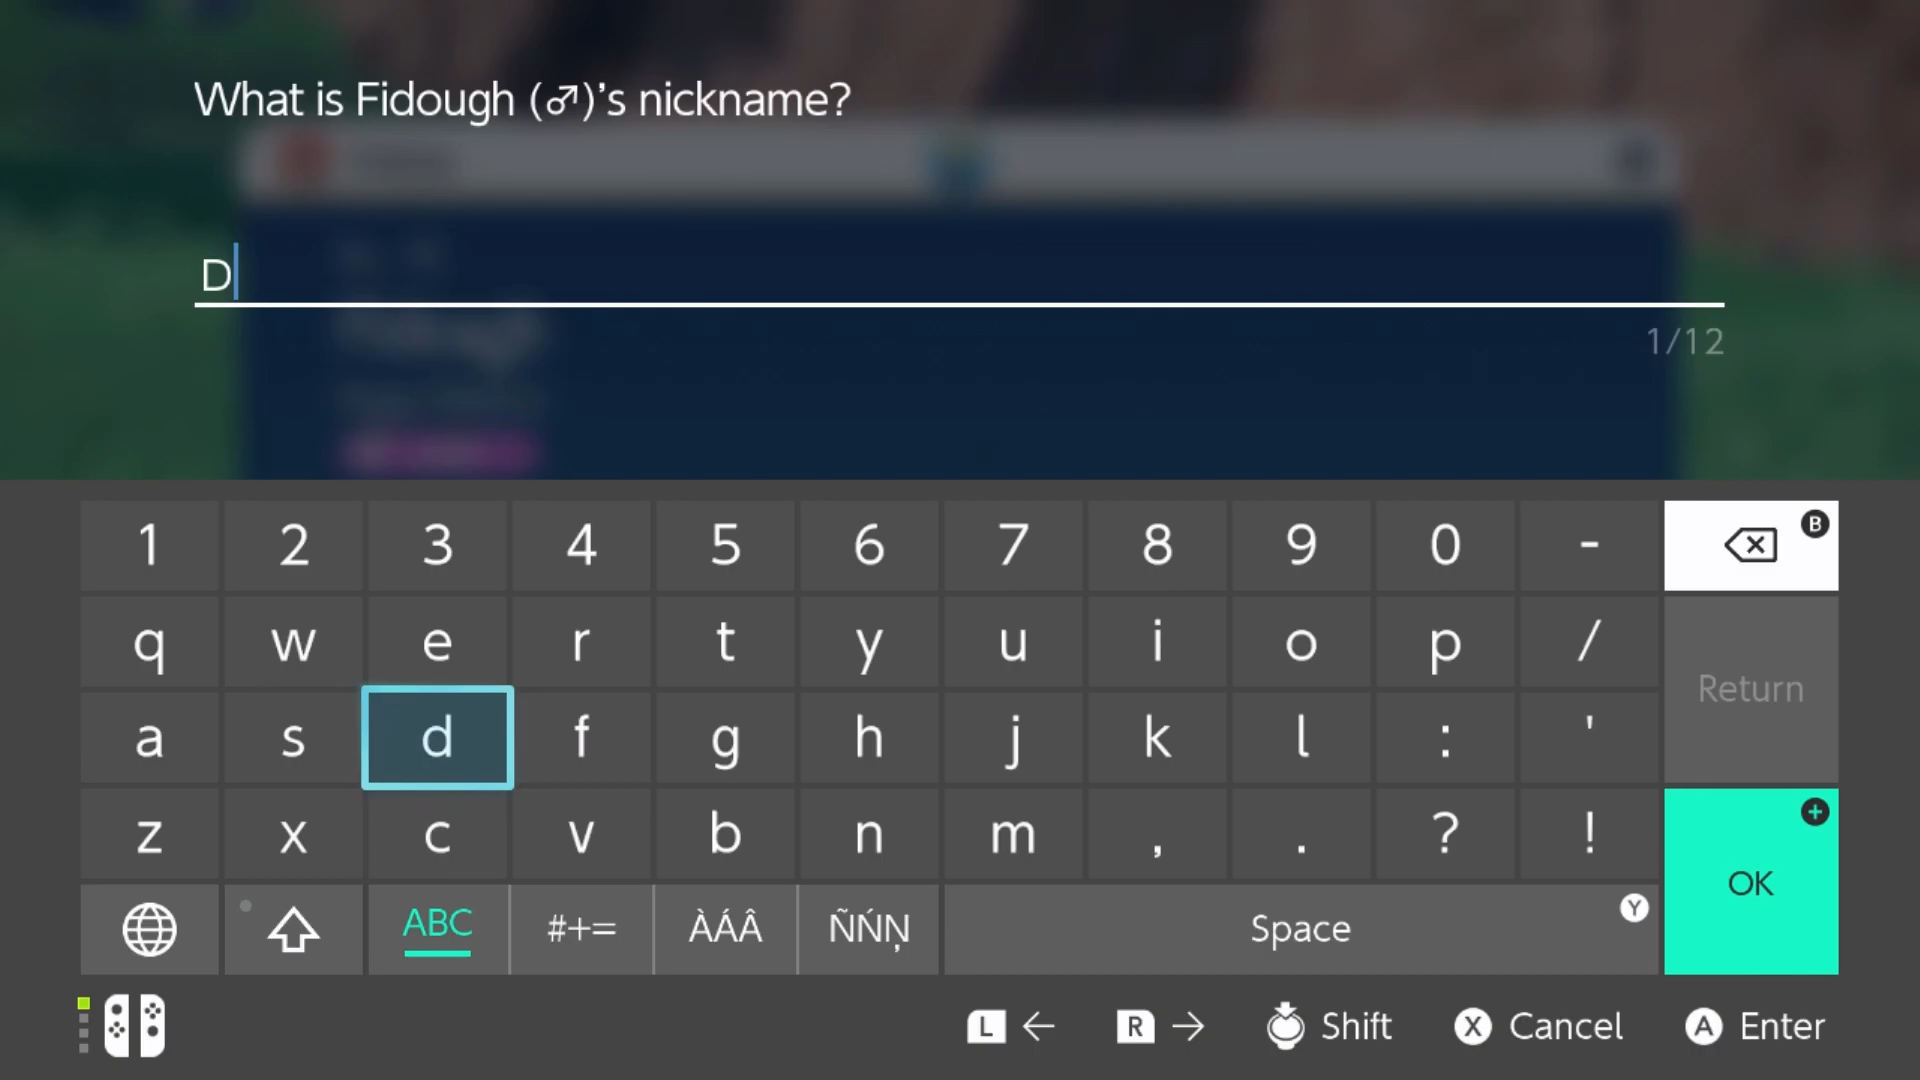 What is Fidough (♂)'s nickname?
D
1/12
1 2 3 4 5 6 7 8 9 0 - B
q w e r t y u i o p / Return
a s d f g h j k l : '
z x c v b n m , . ? ! + OK
ABC #+= ÀÁÂ ÑŃŅ Space Y
L ← R → Shift X Cancel A Enter